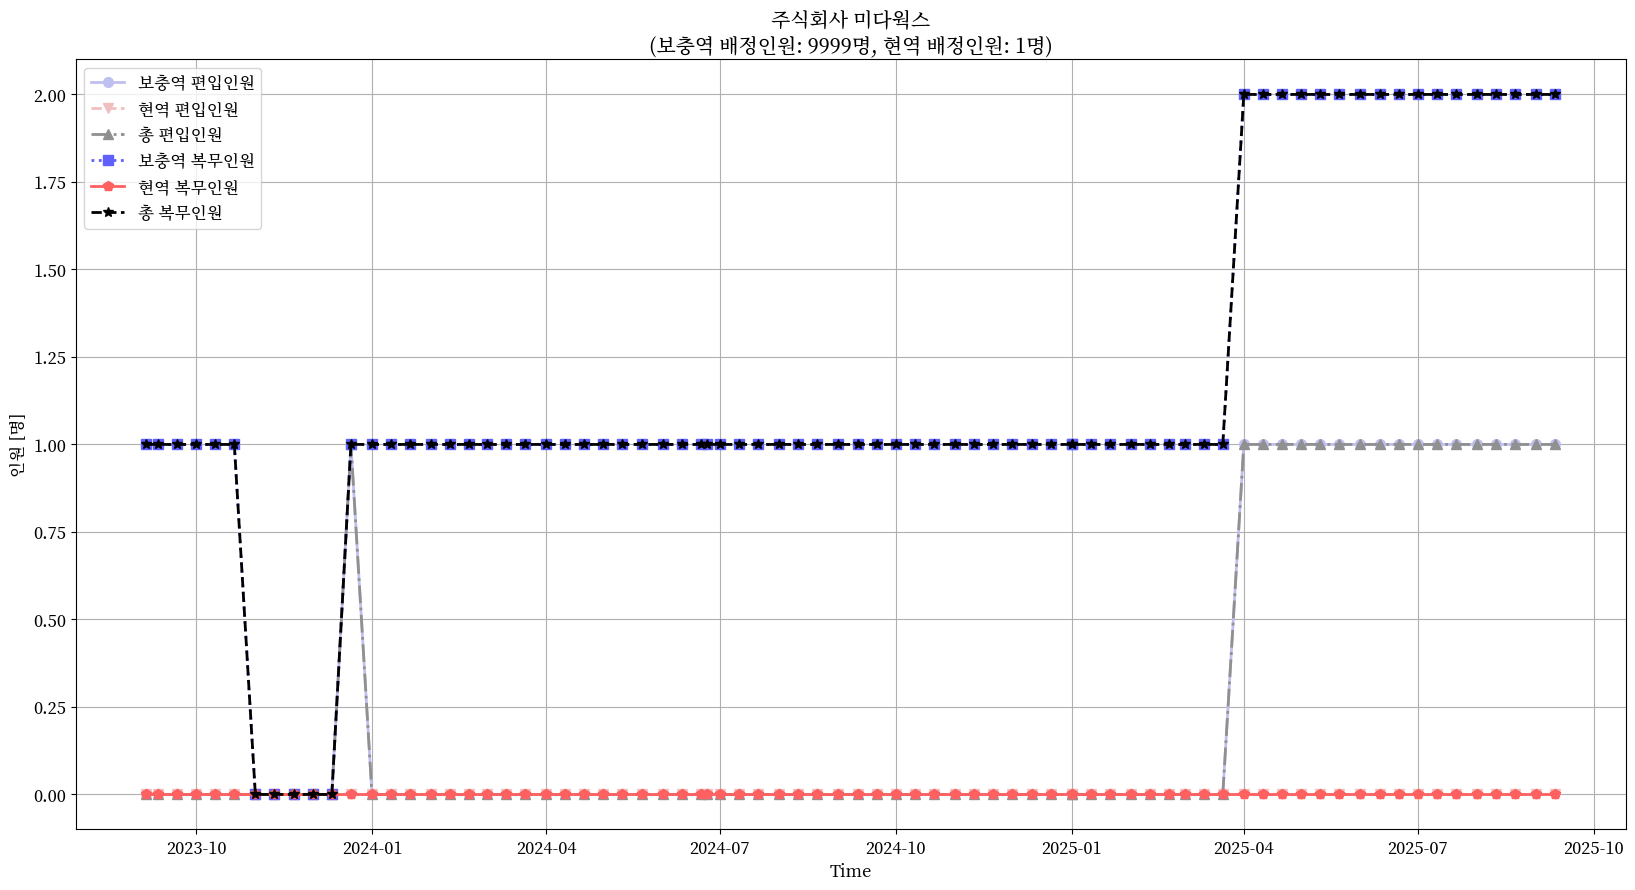 주식회사 미다웍스
(보충역 배정인원: 9999명, 현역 배정인원: 1명)
보충역 편입인원
현역 편입인원
총 편입인원
보충역 복무인원
현역 복무인원
총 복무인원
2.00
1.75
1.50
1.25
1.00
0.75
0.50
0.25
0.00
인원 [명]
2023-10
2024-01
2024-04
2024-07
2024-10
2025-01
2025-04
2025-07
2025-10
Time